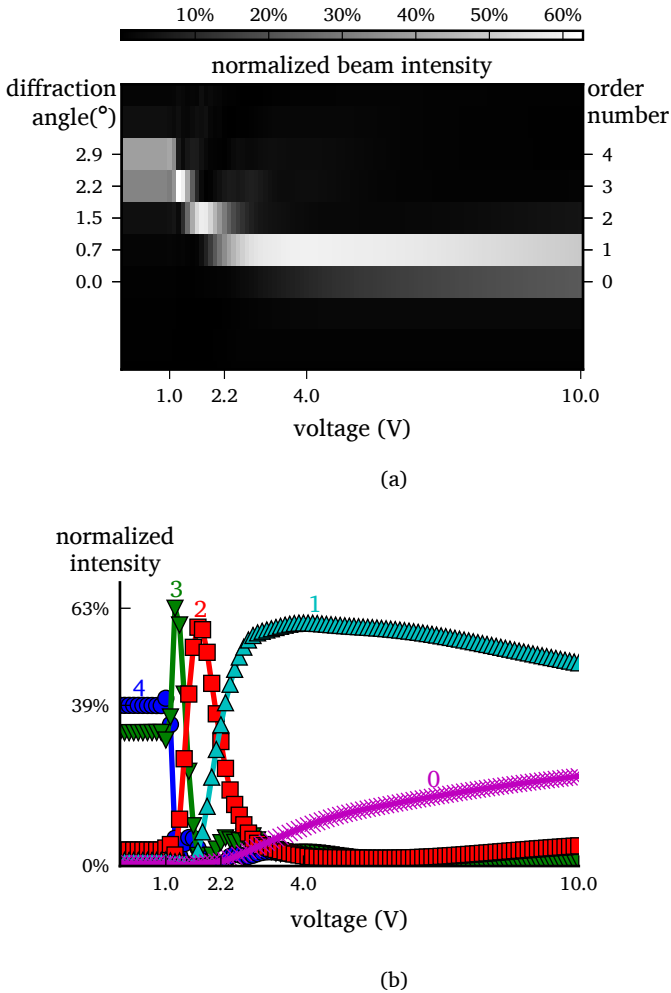 10% 20% 30% 40% 50% 60%
normalized beam intensity
diffraction
angle(°)
order
number
2.9 4
2.2 3
1.5 2
0.7 1
0.0 0
1.0 2.2 4.0 10.0
voltage (V)
(a)
normalized
intensity
63%
39%
0%
3
2
1
4
0
1.0 2.2 4.0 10.0
voltage (V)
(b)